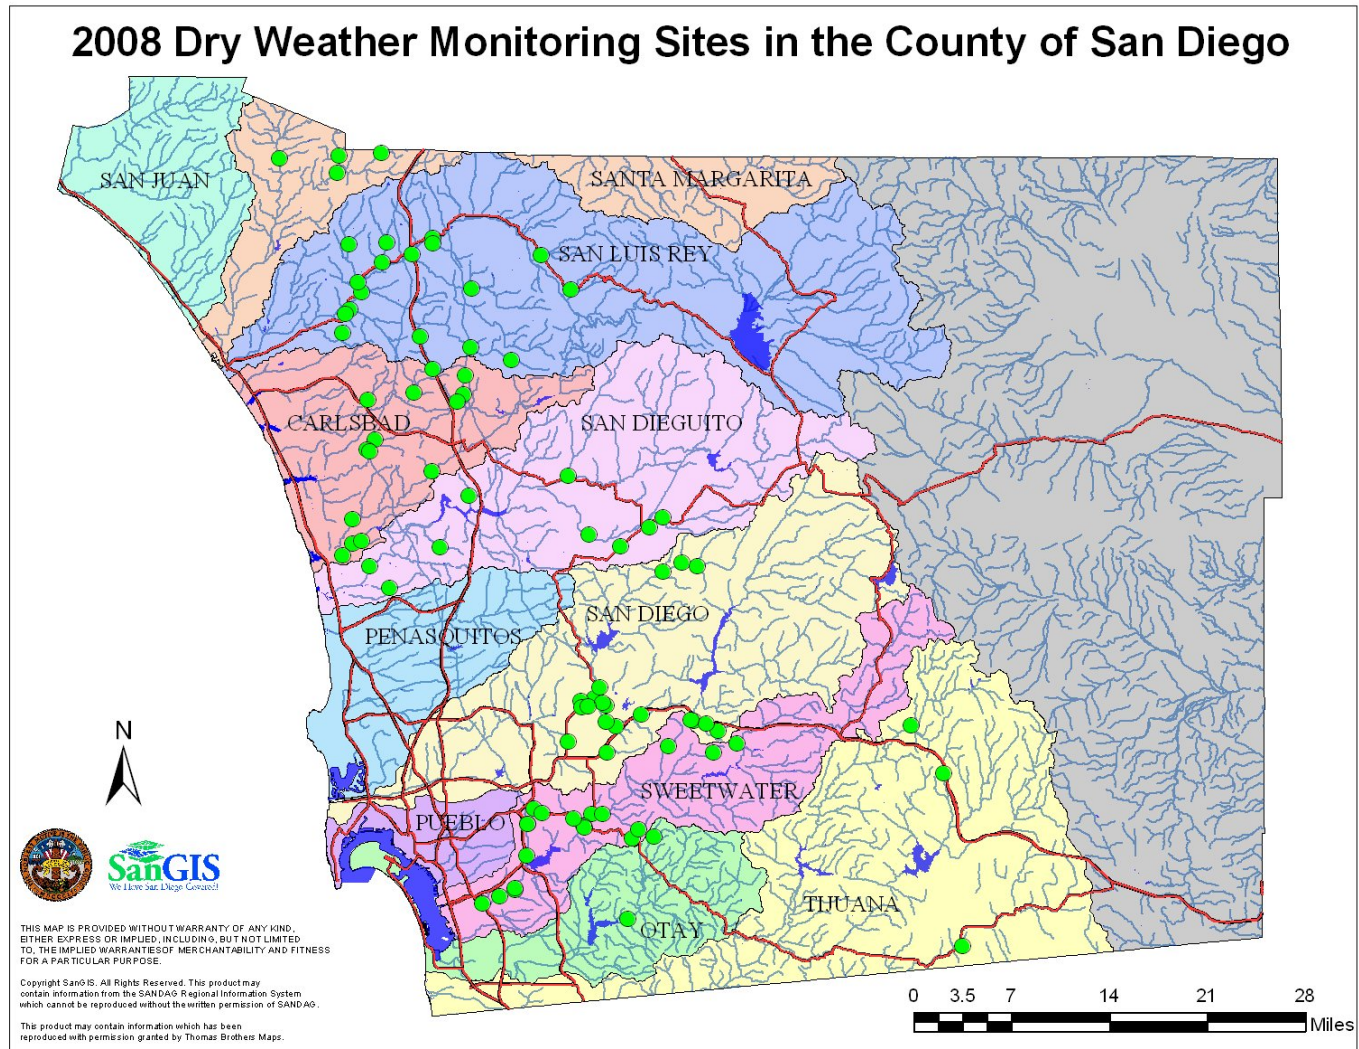 2008 Dry Weather Monitoring Sites in the County of San Diego
SAN JUAN
SANTA MARGARITA
SAN LUIS REY
CARLSBAD
SAN DIEGUITO
SAN DIEGO
PENASQUITOS
SWEETWATER
PUEBLO
TIJUANA
OTAY
N
SanGIS
We Have San Diego Covered!
THIS MAP IS PROVIDED WITHOUT WARRANTY OF ANY KIND,
EITHER EXPRESS OR IMPLIED, INCLUDING, BUT NOT LIMITED
TO, THE IMPLIED WARRANTIESOF MERCHANTABILITY AND FITNESS
FOR A PARTICULAR PURPOSE.
Copyright SanGIS. All Rights Reserved. This product may
contain information from the SANDAG Regional Information System
which cannot be reproduced without the written permission of SANDAG.
This product may contain information which has been
reproduced with permission granted by Thomas Brothers Maps.
0 3.5 7 14 21 28
Miles